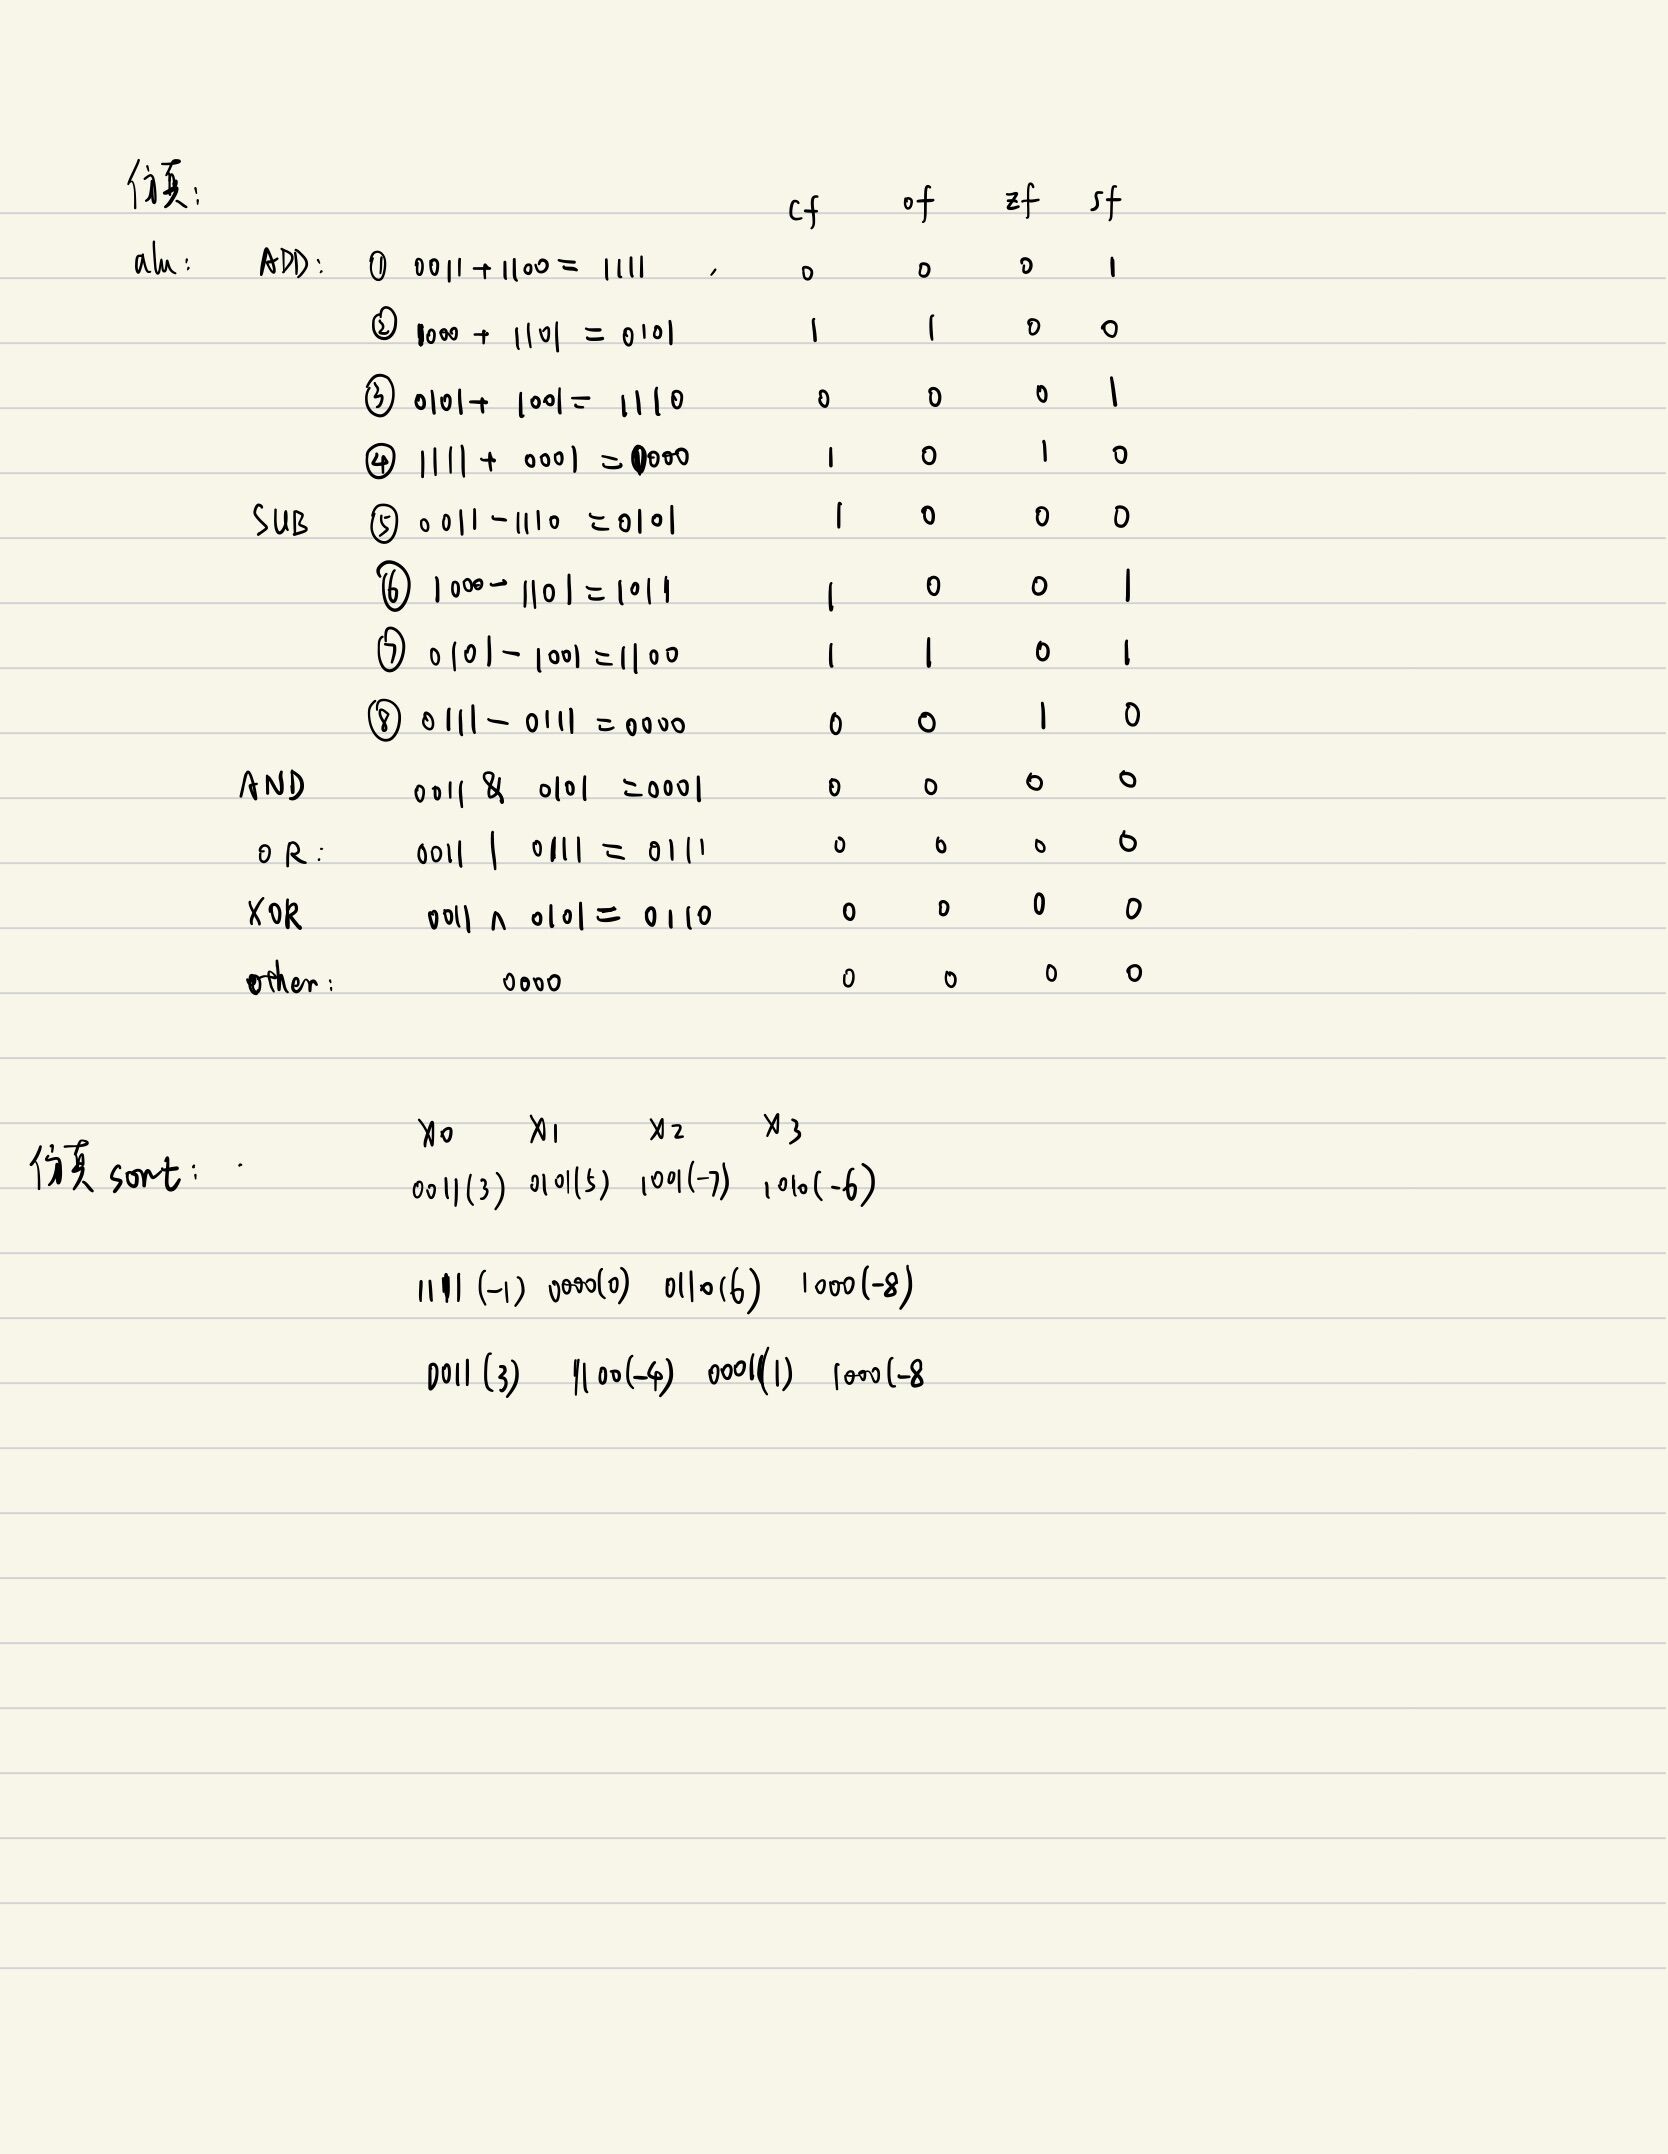 仿真:
cf of zf sf
alu: ADD: ① 0011 + 1100 = 1111 0 0 0 1
② 1000 + 1101 = 0101 1 1 0 0
③ 0101 + 1001 = 1110 0 0 0 1
④ 1111 + 0001 = 0000 1 0 1 0
SUB ⑤ 0011 - 1110 = 0101 1 0 0 0
⑥ 1000 - 1101 = 1011 1 0 0 1
⑦ 0101 - 1001 = 1100 1 1 0 1
⑧ 0111 - 0111 = 0000 0 0 1 0
AND 0011 & 0101 = 0001 0 0 0 0
OR: 0011 | 0111 = 0111 0 0 0 0
XOR 0011 ^ 0101 = 0110 0 0 0 0
other: 0000 0 0 0 0
x0 x1 x2 x3
仿真 sort: 0011(3) 0101(5) 1001(-7) 1010(-6)
1111(-1) 0000(0) 0110(6) 1000(-8)
0011(3) 1100(-4) 0001(1) 1000(-8